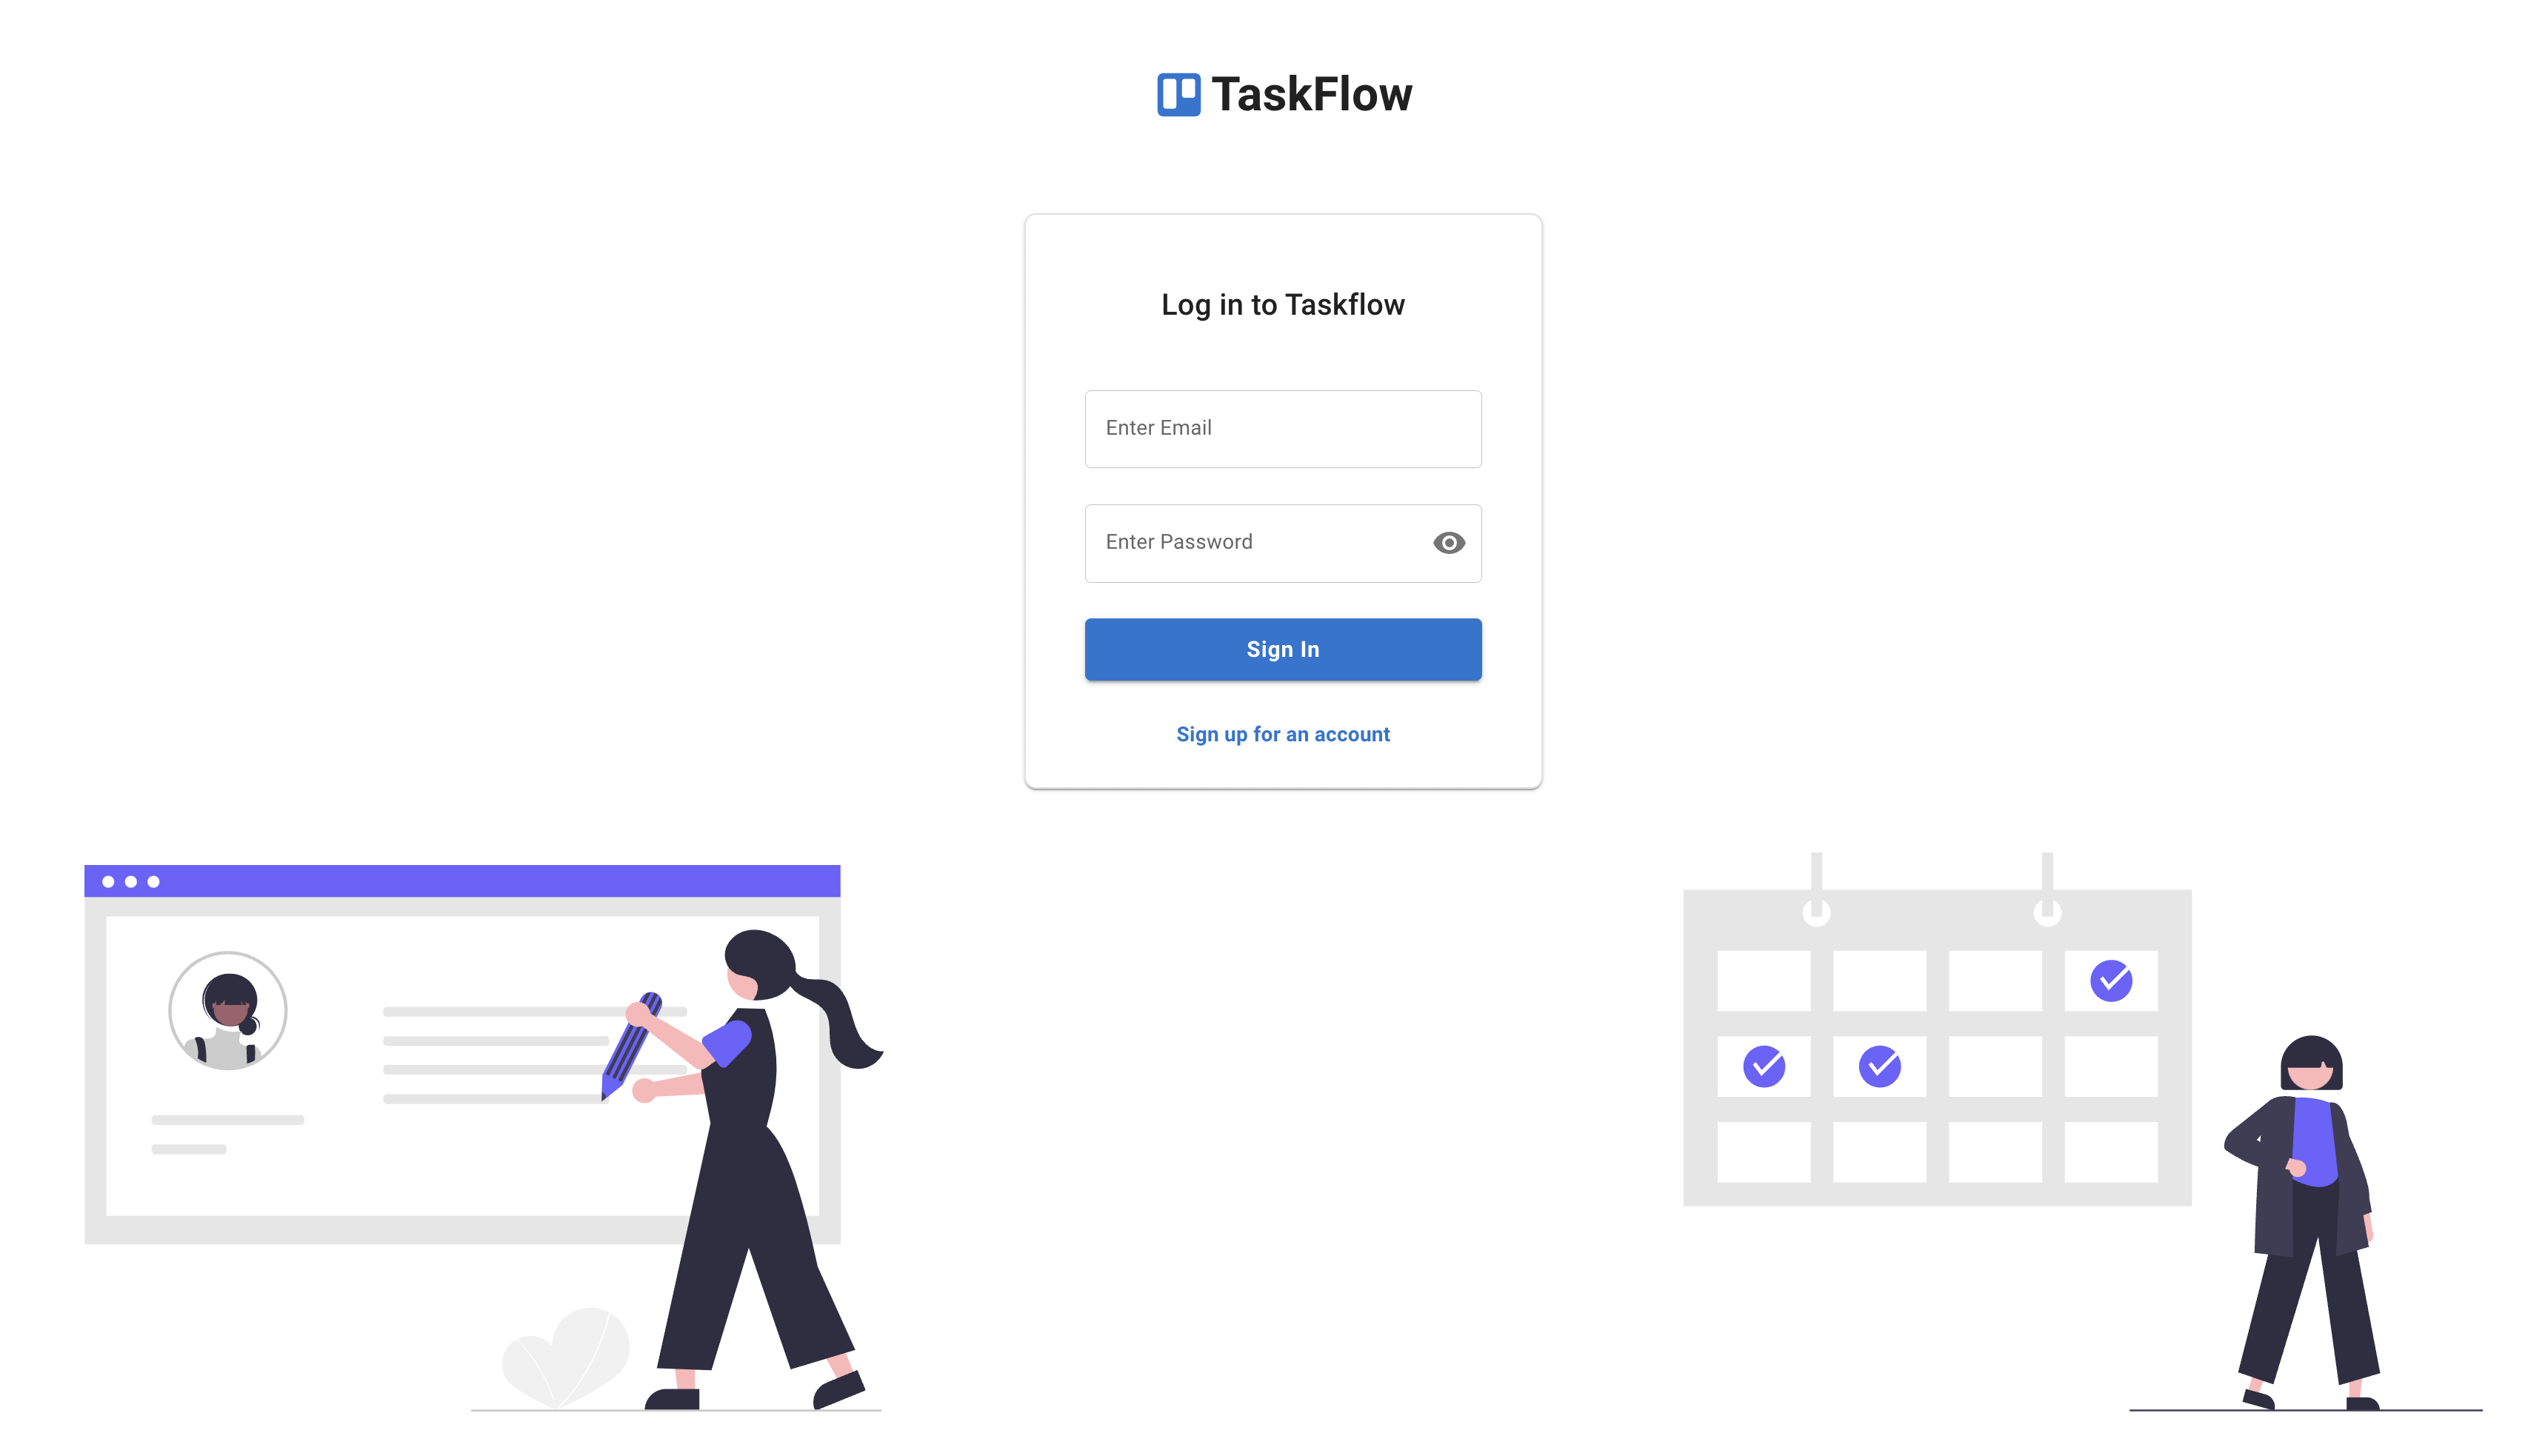 TaskFlow
Log in to Taskflow
Enter Email
Enter Password
Sign In
Sign up for an account